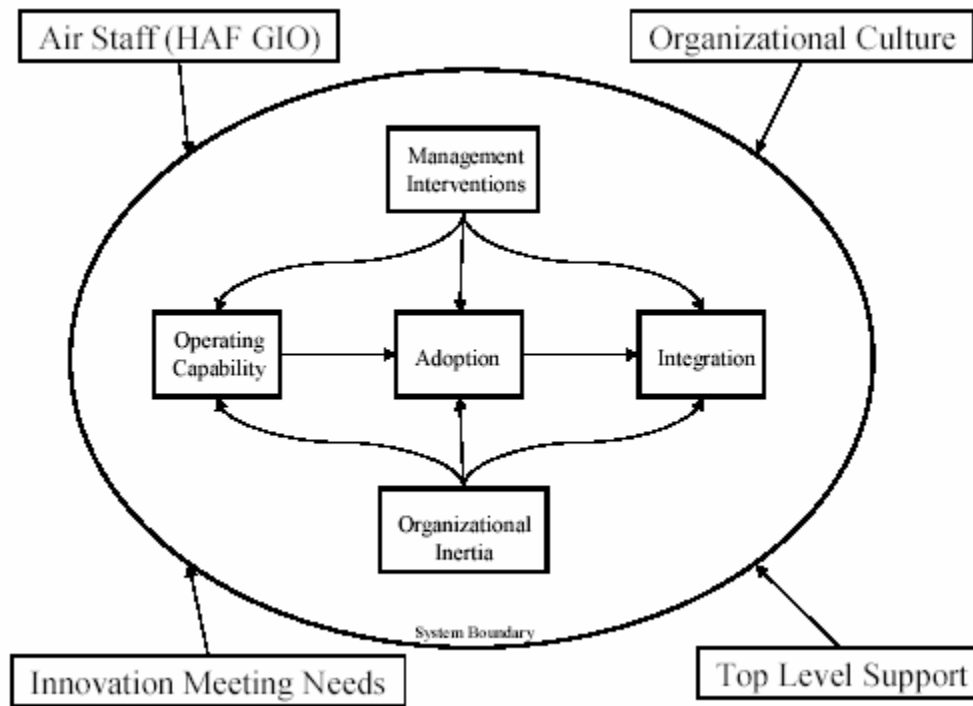 Air Staff (HAF GIO)
Organizational Culture
Management
Interventions
Operating
Capability
Adoption
Integration
Organizational
Inertia
System Boundary
Innovation Meeting Needs
Top Level Support